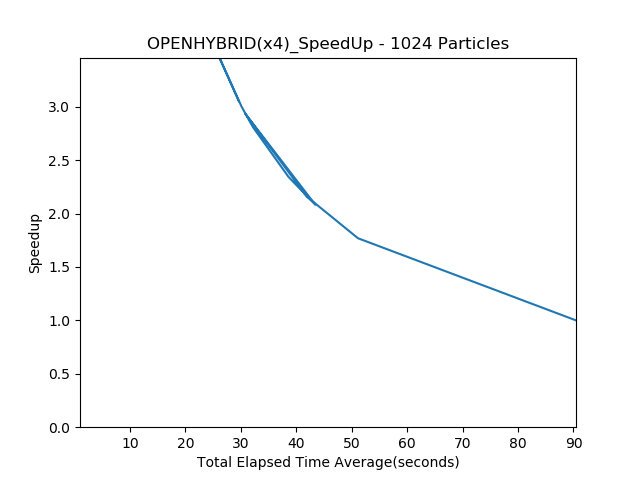 OPENHYBRID(x4)_SpeedUp - 1024 Particles
3.0
2.5
2.0
1.5
1.0
0.5
0.0
Speedup
10 20 30 40 50 60 70 80 90
Total Elapsed Time Average(seconds)